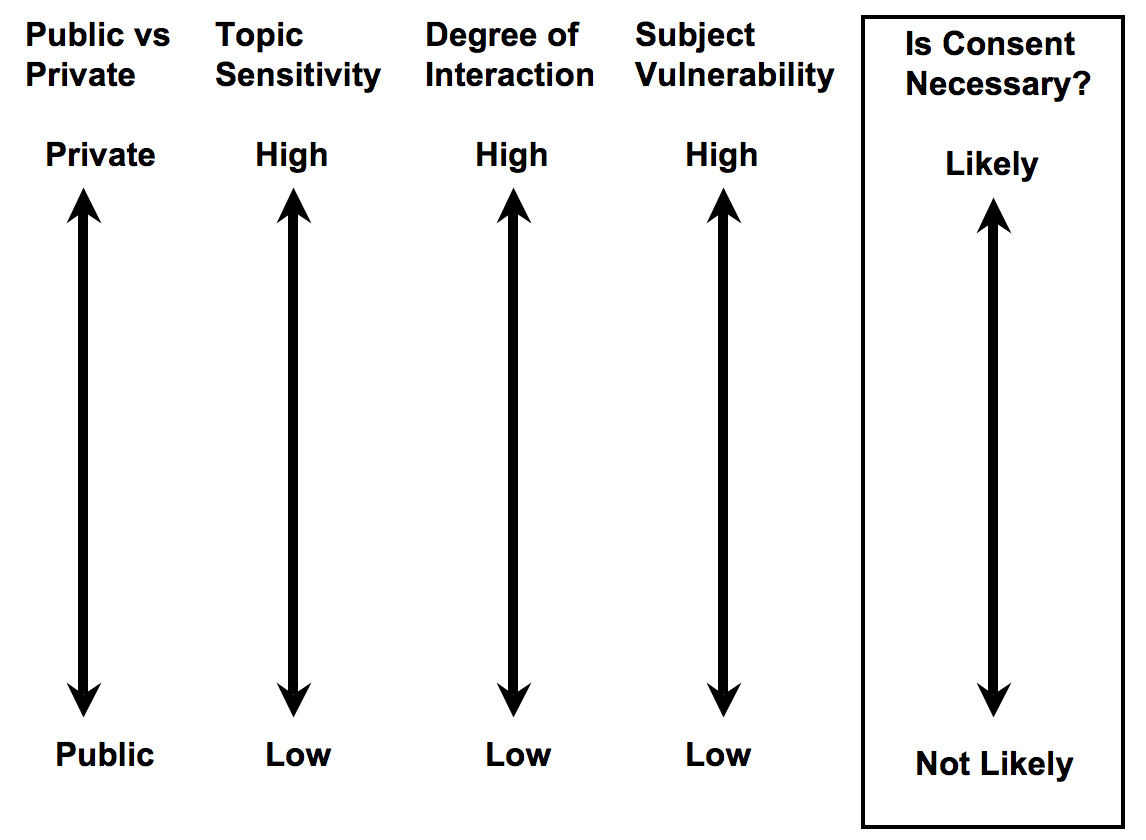 Public vs
Private
Topic
Sensitivity
Degree of
Interaction
Subject
Vulnerability
Is Consent
Necessary?
Private
High
High
High
Likely
Public
Low
Low
Low
Not Likely